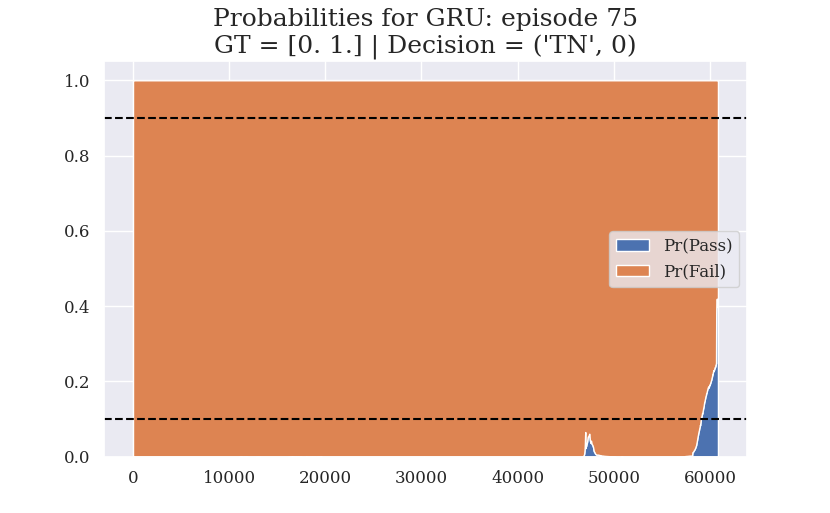 Probabilities for GRU: episode 75
GT = [0. 1.] | Decision = ('TN', 0)
1.0
0.8
0.6
0.4
0.2
0.0
Pr(Pass)
Pr(Fail)
0 10000 20000 30000 40000 50000 60000